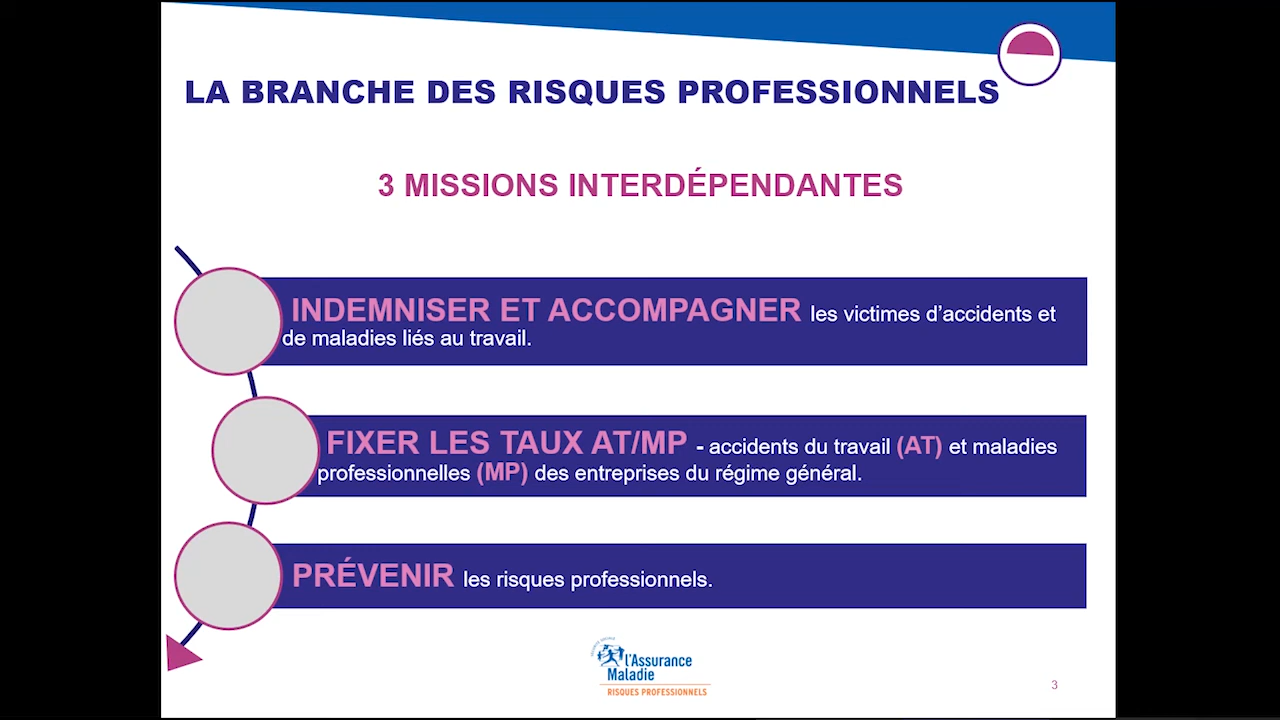 LA BRANCHE DES RISQUES PROFESSIONNELS
3 MISSIONS INTERDÉPENDANTES
INDEMNISER ET ACCOMPAGNER les victimes d’accidents et
de maladies liés au travail.
FIXER LES TAUX AT/MP - accidents du travail (AT) et maladies
professionnelles (MP) des entreprises du régime général.
PRÉVENIR les risques professionnels.
l’Assurance
Maladie
RISQUES PROFESSIONNELS
3